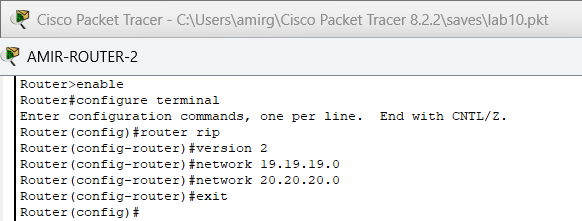 Cisco Packet Tracer - C:\Users\amirg\Cisco Packet Tracer 8.2.2\saves\lab10.pkt
AMIR-ROUTER-2
Router>enable
Router#configure terminal
Enter configuration commands, one per line.  End with CNTL/Z.
Router(config)#router rip
Router(config-router)#version 2
Router(config-router)#network 19.19.19.0
Router(config-router)#network 20.20.20.0
Router(config-router)#exit
Router(config)#